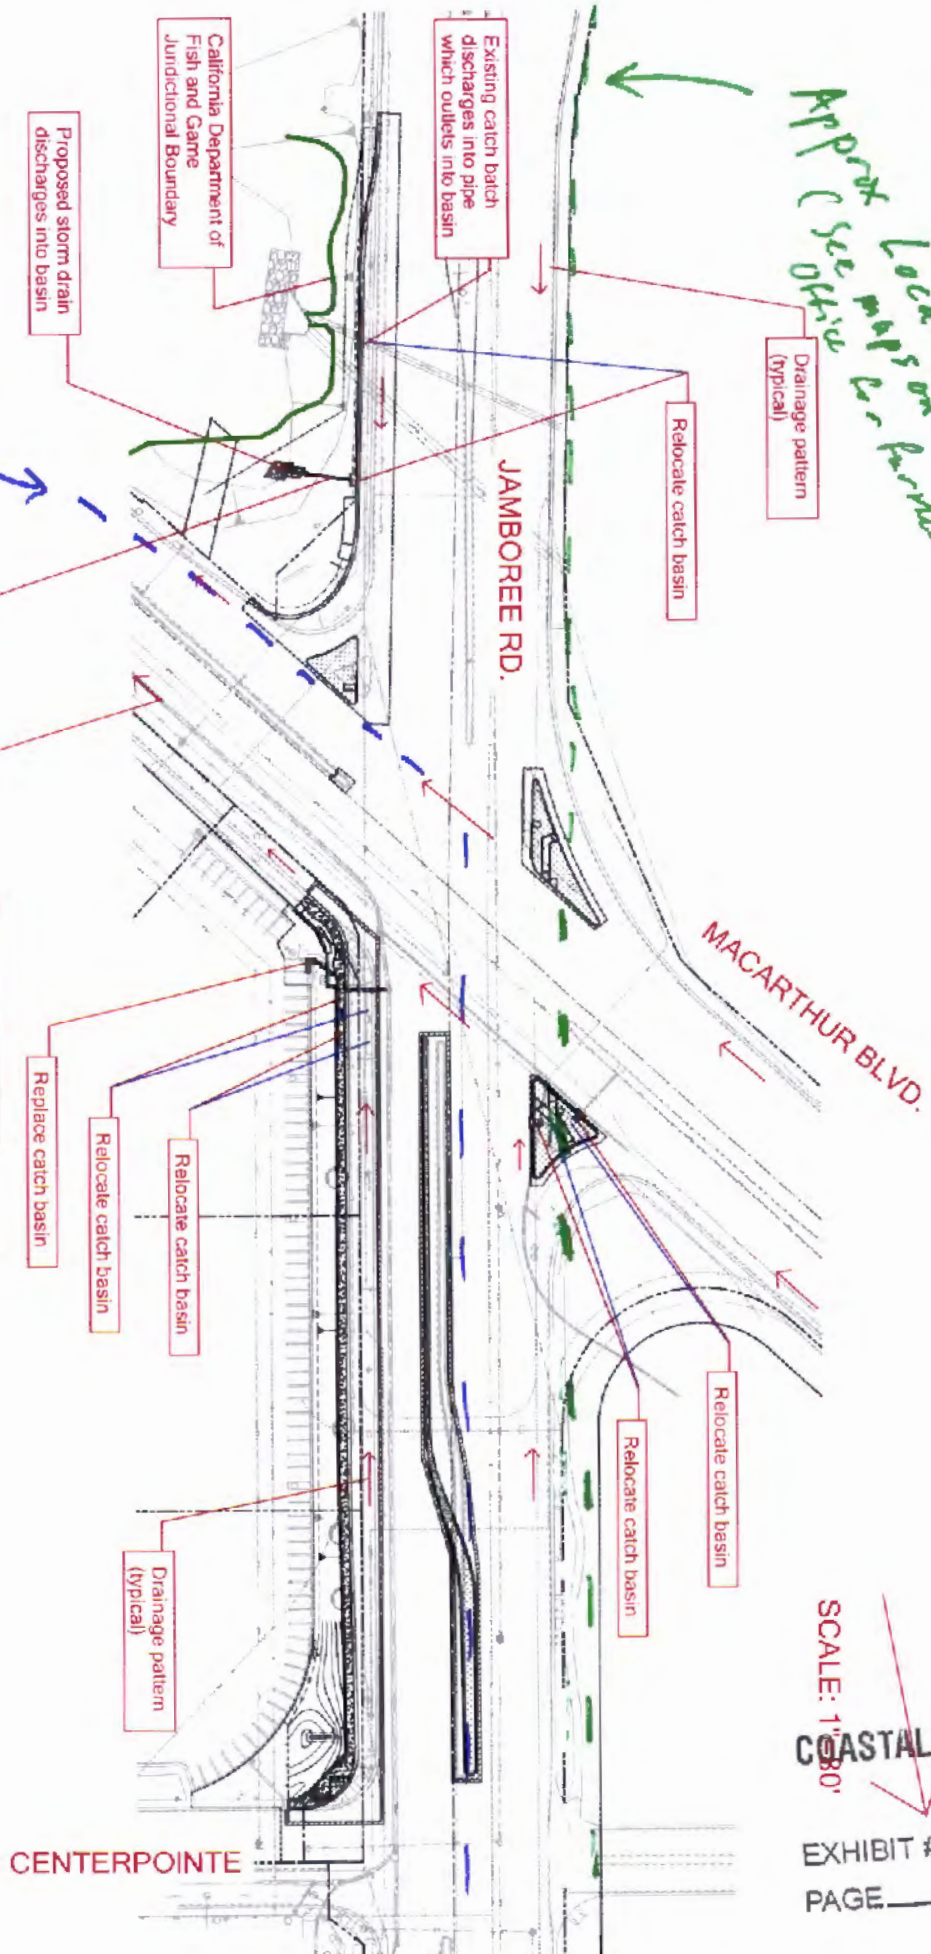 Approx
Loca
( See maps on
Office for further
Existing catch batch
discharges into pipe
which outlets into basin
California Department of
Fish and Game
Juridictional Boundary
Proposed storm drain
discharges into basin
Drainage pattern
(typical)
Relocate catch basin
JAMBOREE RD.
MACARTHUR BLVD.
Replace catch basin
Relocate catch basin
Relocate catch basin
Relocate catch basin
Relocate catch basin
Drainage pattern
(typical)
SCALE: 1"=80'
COASTAL
EXHIBIT #
PAGE
CENTERPOINTE